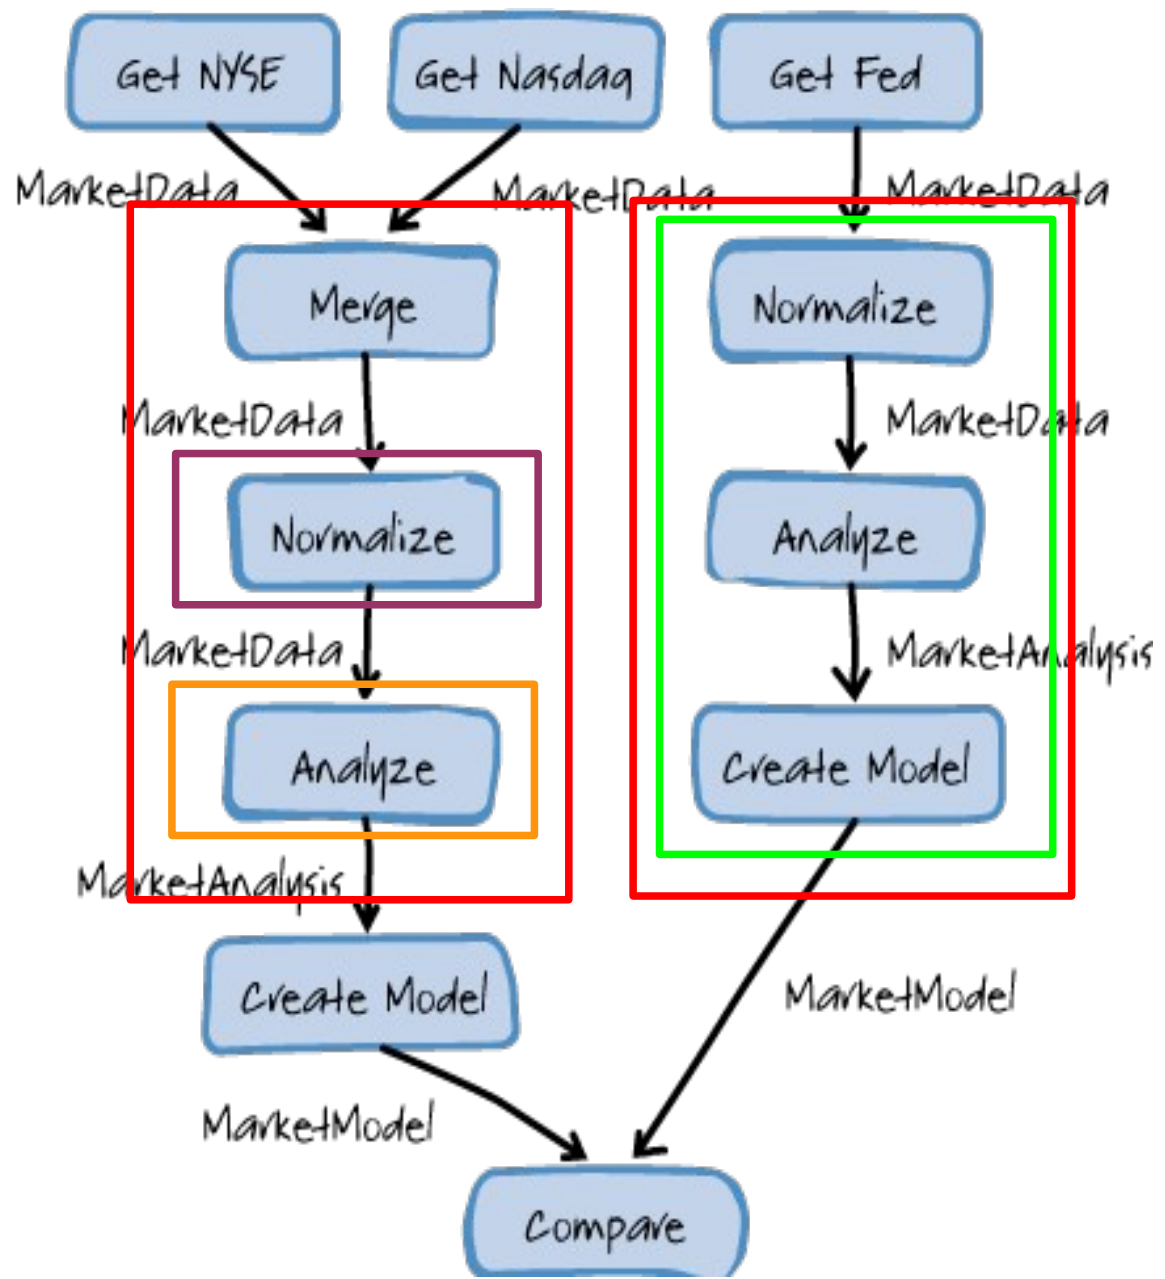 Get NYSE
Get Nasdaq
Get Fed
MarketData
MarketData
MarketData
Merge
Normalize
MarketData
MarketData
Normalize
Analyze
MarketData
MarketAnalysis
Analyze
Create Model
MarketAnalysis
Create Model
MarketModel
MarketModel
Compare